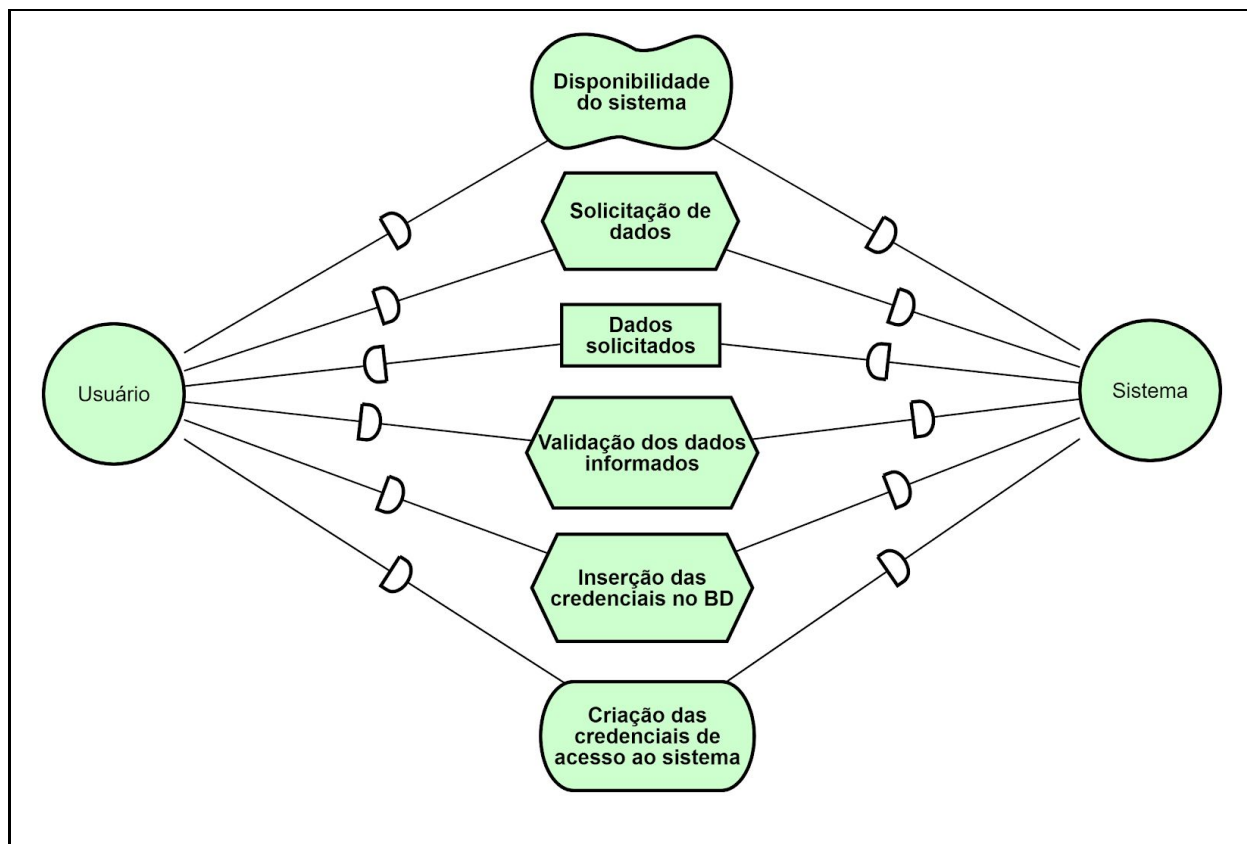 Disponibilidade
do sistema
Solicitação de
dados
Dados
solicitados
Usuário
Sistema
Validação dos dados
informados
Inserção das
credenciais no BD
Criação das
credenciais de
acesso ao sistema